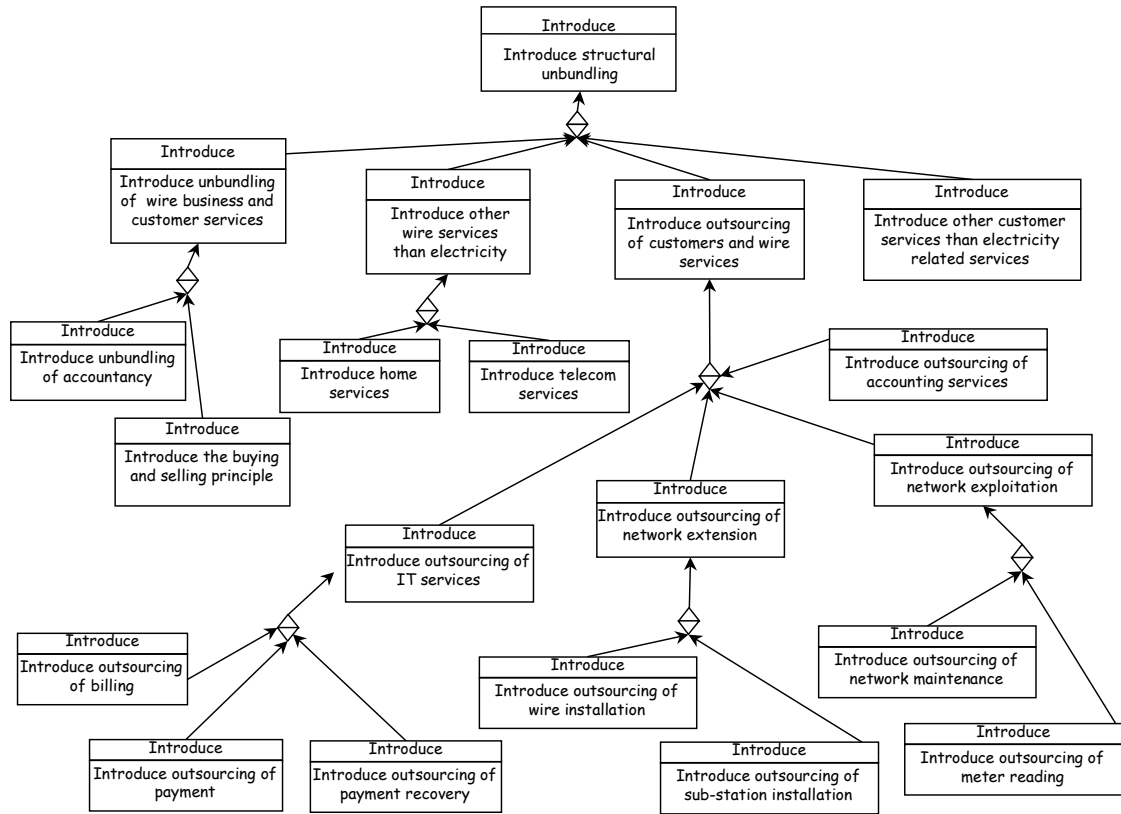 Introduce
Introduce structural
unbundling
Introduce
Introduce unbundling
of wire business and
customer services
Introduce
Introduce other
wire services
than electricity
Introduce
Introduce outsourcing
of customers and wire
services
Introduce
Introduce other customer
services than electricity
related services
Introduce
Introduce unbundling
of accountancy
Introduce
Introduce home
services
Introduce
Introduce telecom
services
Introduce
Introduce outsourcing of
accounting services
Introduce
Introduce the buying
and selling principle
Introduce
Introduce outsourcing of
network exploitation
Introduce
Introduce outsourcing of
network extension
Introduce
Introduce outsourcing of
IT services
Introduce
Introduce outsourcing
of billing
Introduce
Introduce outsourcing of
wire installation
Introduce
Introduce outsourcing of
network maintenance
Introduce
Introduce outsourcing of
payment
Introduce
Introduce outsourcing of
payment recovery
Introduce
Introduce outsourcing of
sub-station installation
Introduce
Introduce outsourcing of
meter reading